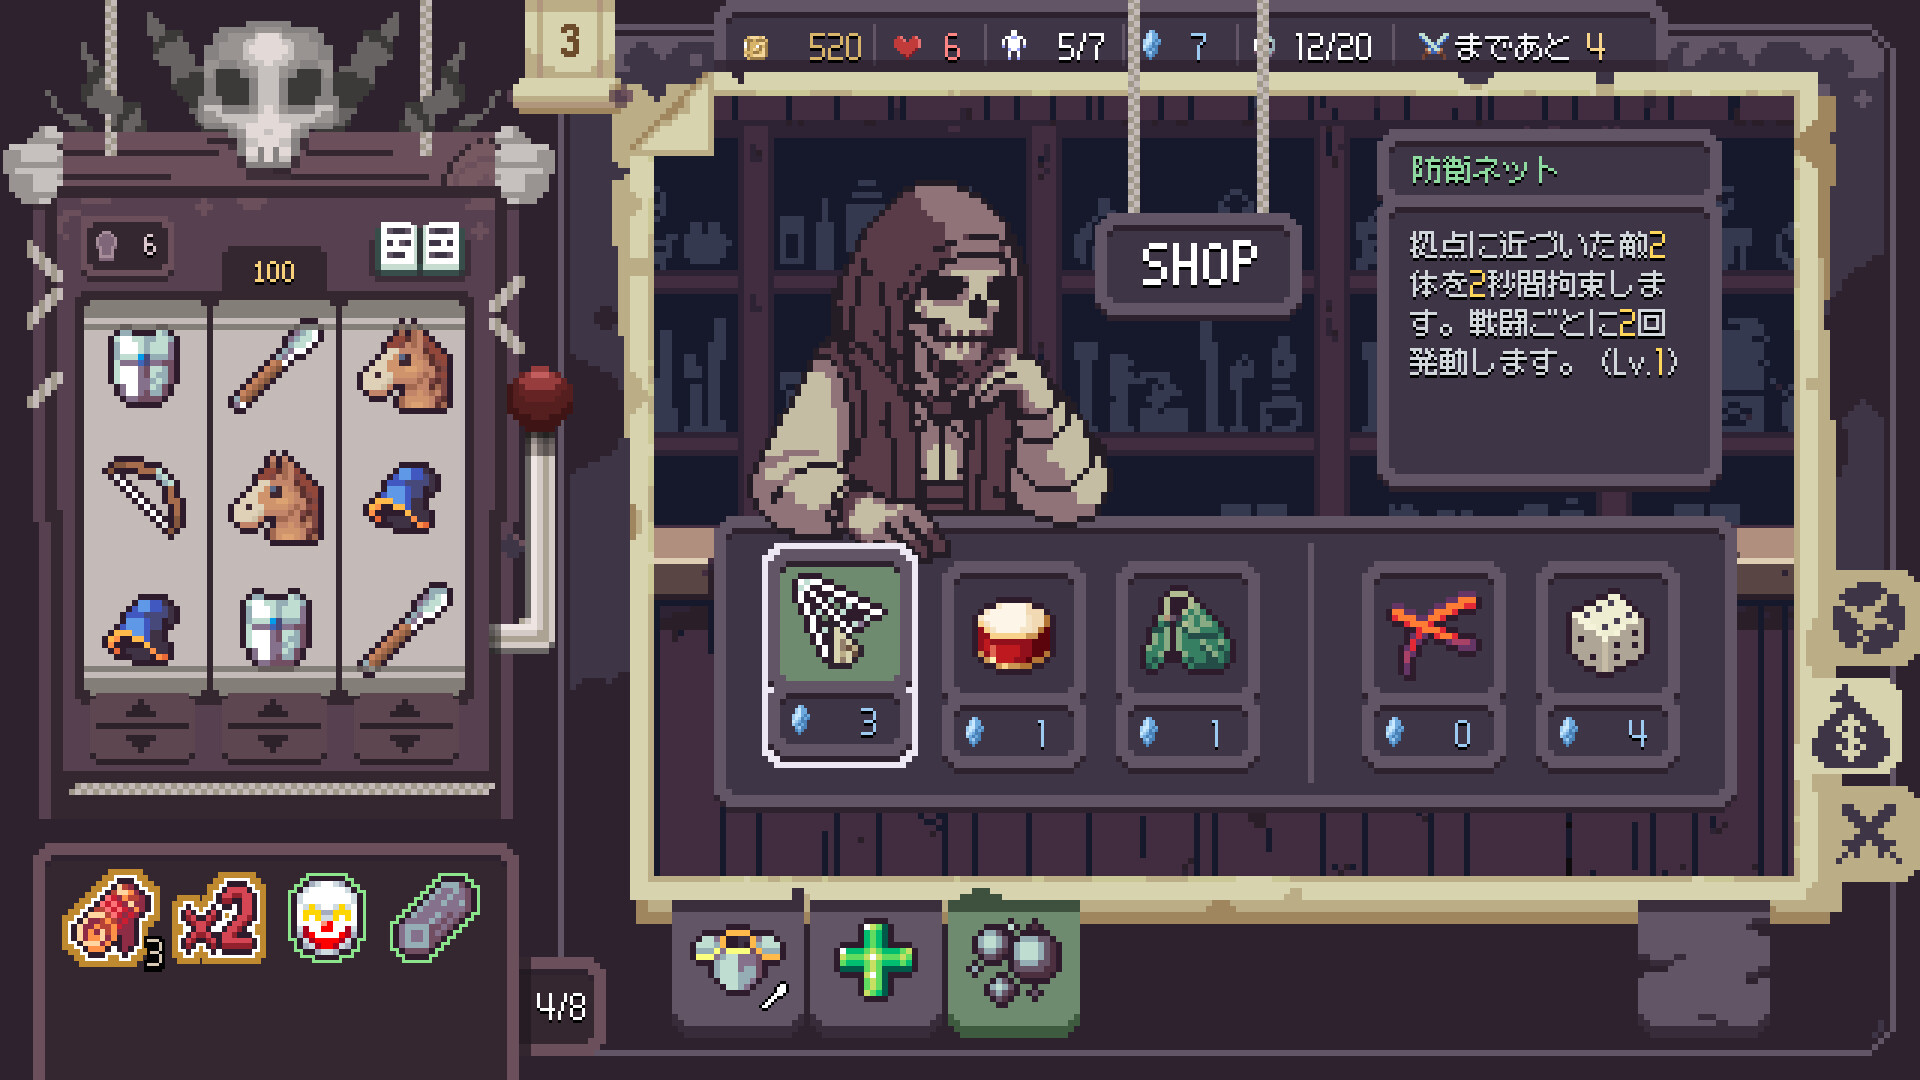 3
520
6
5/7
7
12/20
まであと 4
6
100
SHOP
防衛ネット
拠点に近づいた敵2
体を2秒間拘束しま
す。戦闘ごとに2回
発動します。(Lv.1)
3
1
1
0
4
3
x2
4/8
$